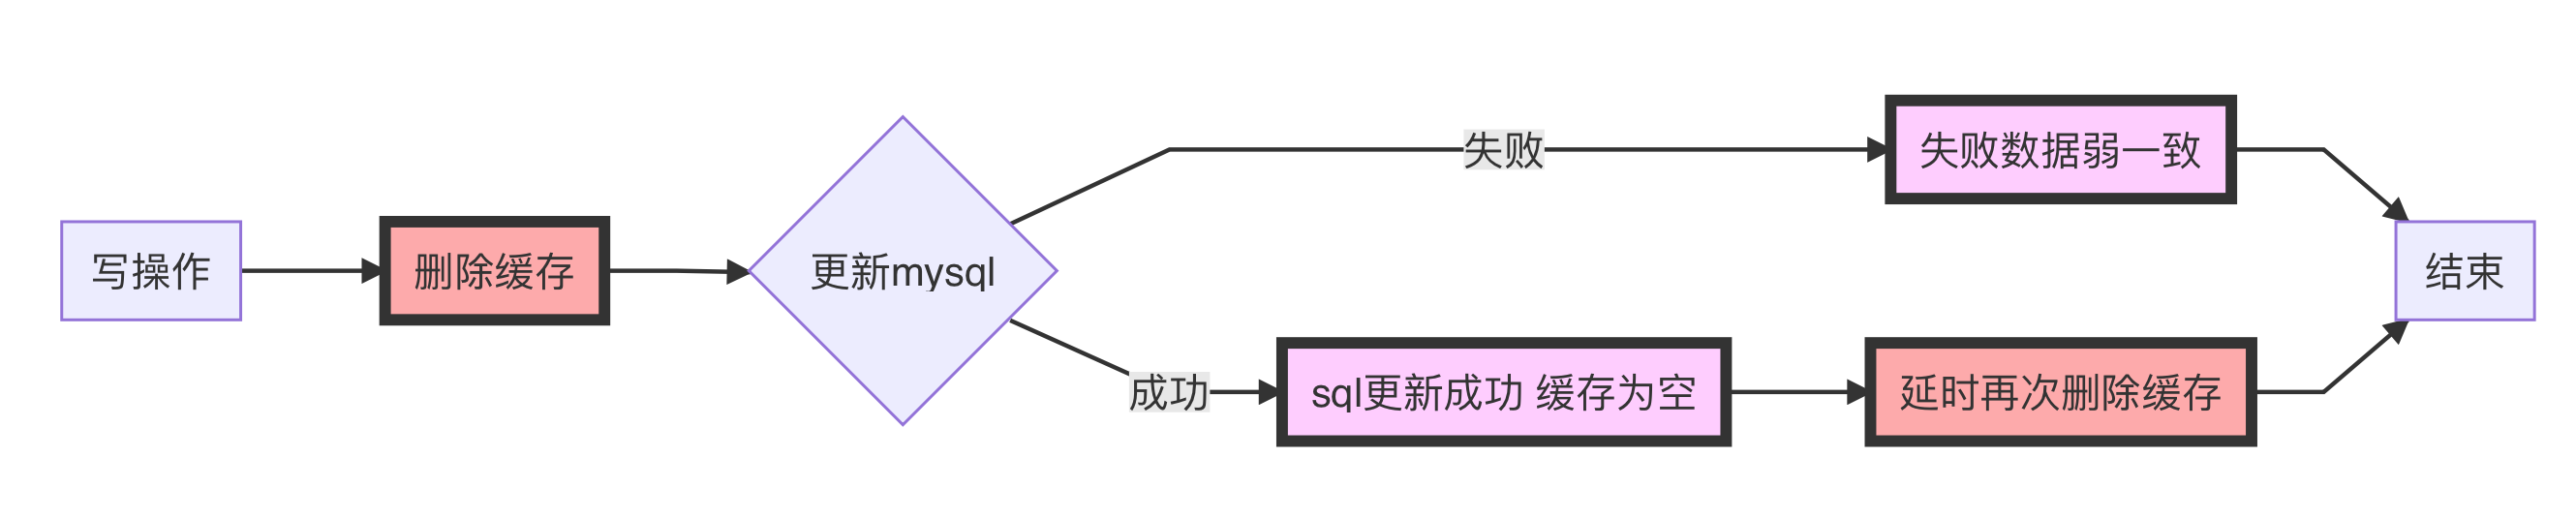 写操作
删除缓存
更新mysql
失败
失败数据弱一致
成功
sql更新成功 缓存为空
延时再次删除缓存
结束